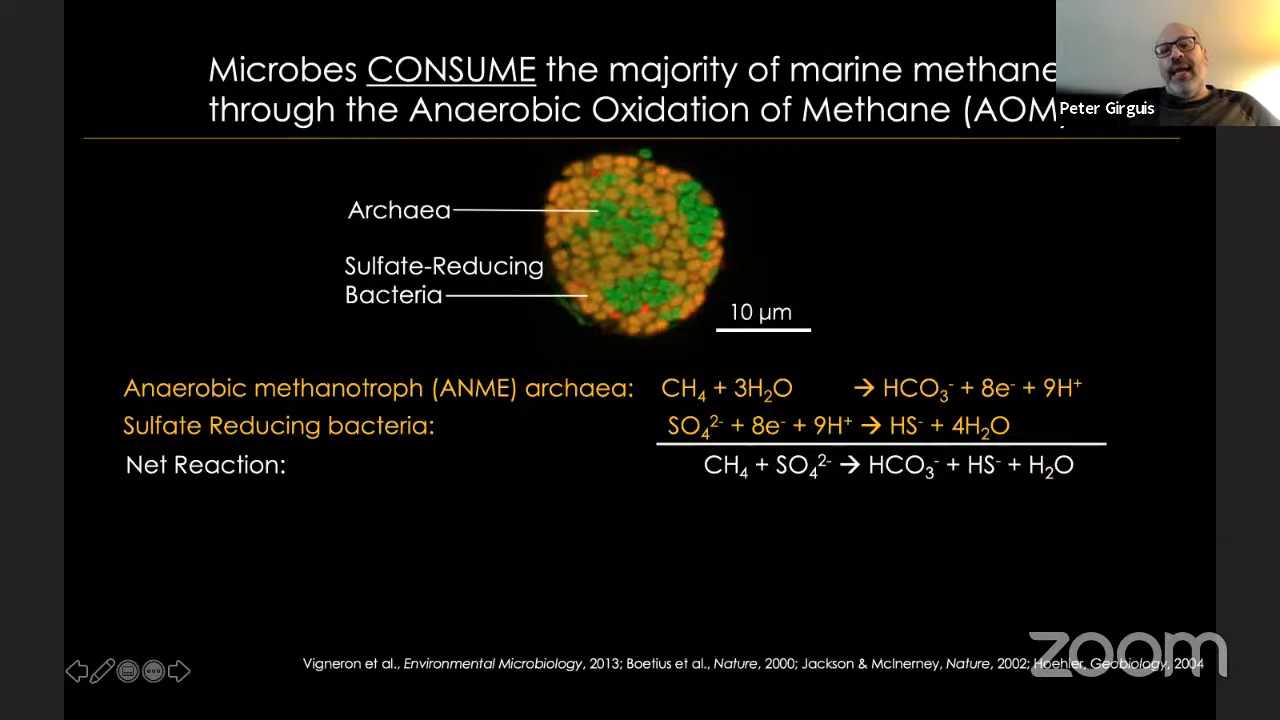 Microbes CONSUME the majority of marine methane
through the Anaerobic Oxidation of Methane (AOM)
Peter Girguis
Archaea
Sulfate-Reducing
Bacteria
10 µm
Anaerobic methanotroph (ANME) archaea: CH₄ + 3H₂O → HCO₃⁻ + 8e⁻ + 9H⁺
Sulfate Reducing bacteria: SO₄²⁻ + 8e⁻ + 9H⁺ → HS⁻ + 4H₂O
Net Reaction: CH₄ + SO₄²⁻ → HCO₃⁻ + HS⁻ + H₂O
zoom
Vigneron et al., Environmental Microbiology, 2013; Boetius et al., Nature, 2000; Jackson & McInerney, Nature, 2002; Hoehler, Geobiology, 2004